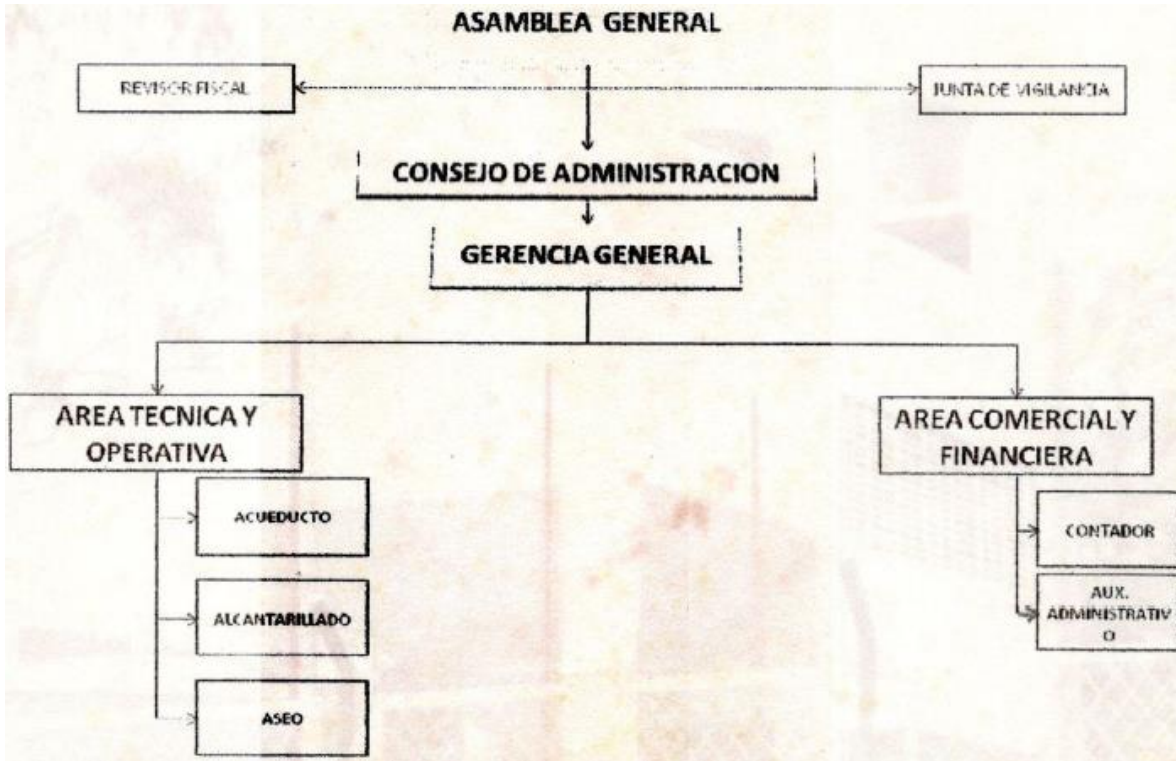 ASAMBLEA GENERAL
REVISOR FISCAL
JUNTA DE VIGILANCIA
CONSEJO DE ADMINISTRACION
GERENCIA GENERAL
AREA TECNICA Y
OPERATIVA
AREA COMERCIAL Y
FINANCIERA
ACUEDUCTO
ALCANTARILLADO
ASEO
CONTADOR
AUX.
ADMINISTRATIV
O